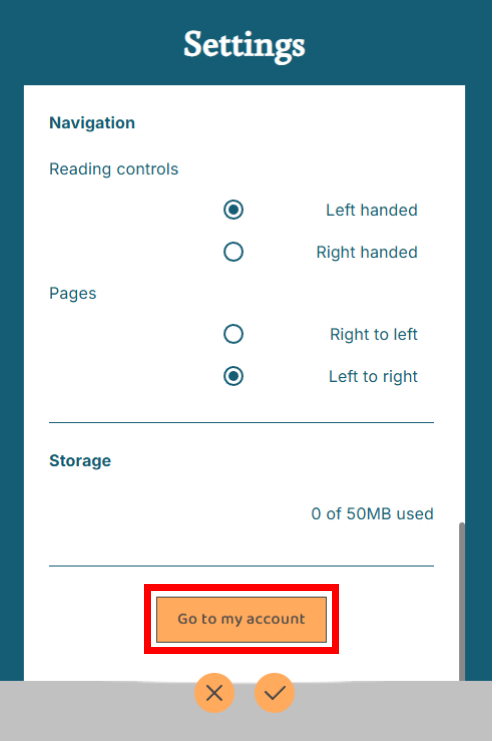 Settings
Navigation
Reading controls
Left handed
Right handed
Pages
Right to left
Left to right
Storage
0 of 50MB used
Go to my account